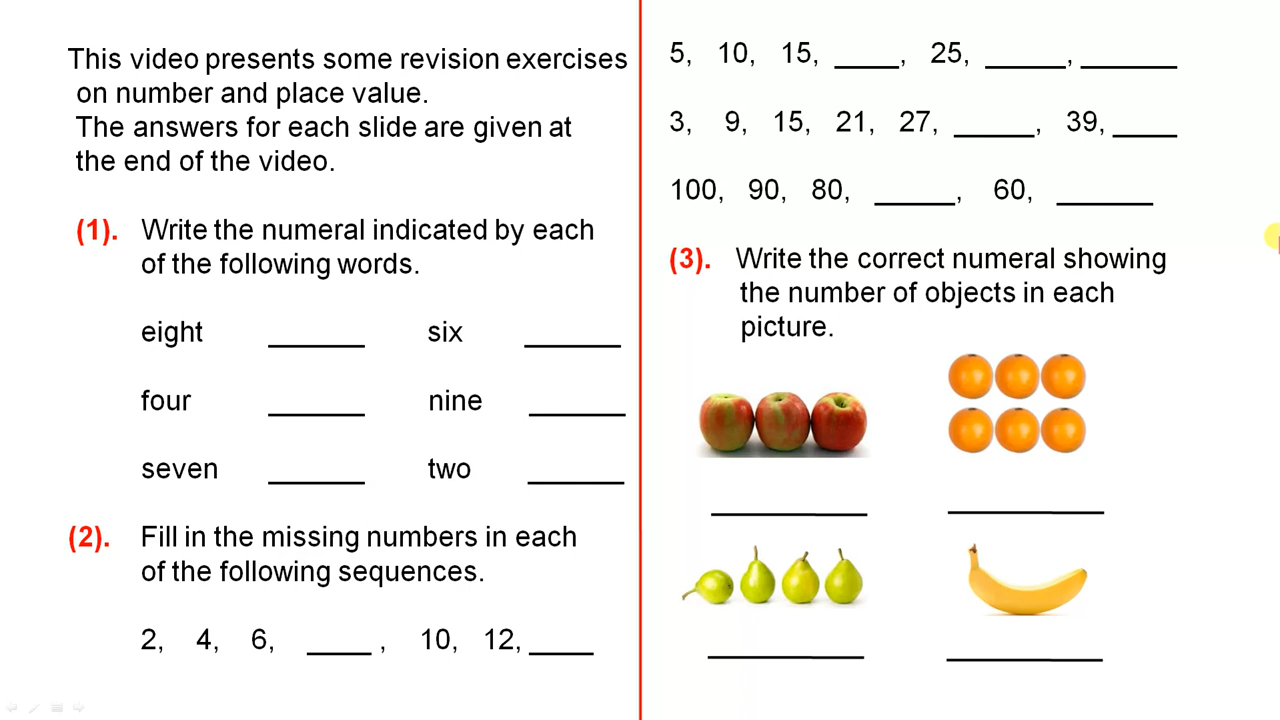 This video presents some revision exercises
on number and place value.
The answers for each slide are given at
the end of the video.
(1). Write the numeral indicated by each
of the following words.
eight ______ six ______
four ______ nine ______
seven ______ two ______
(2). Fill in the missing numbers in each
of the following sequences.
2, 4, 6, ____ , 10, 12, ____
5, 10, 15, ____, 25, _____, ______
3, 9, 15, 21, 27, _____, 39, ____
100, 90, 80, _____, 60, ______
(3). Write the correct numeral showing
the number of objects in each
picture.